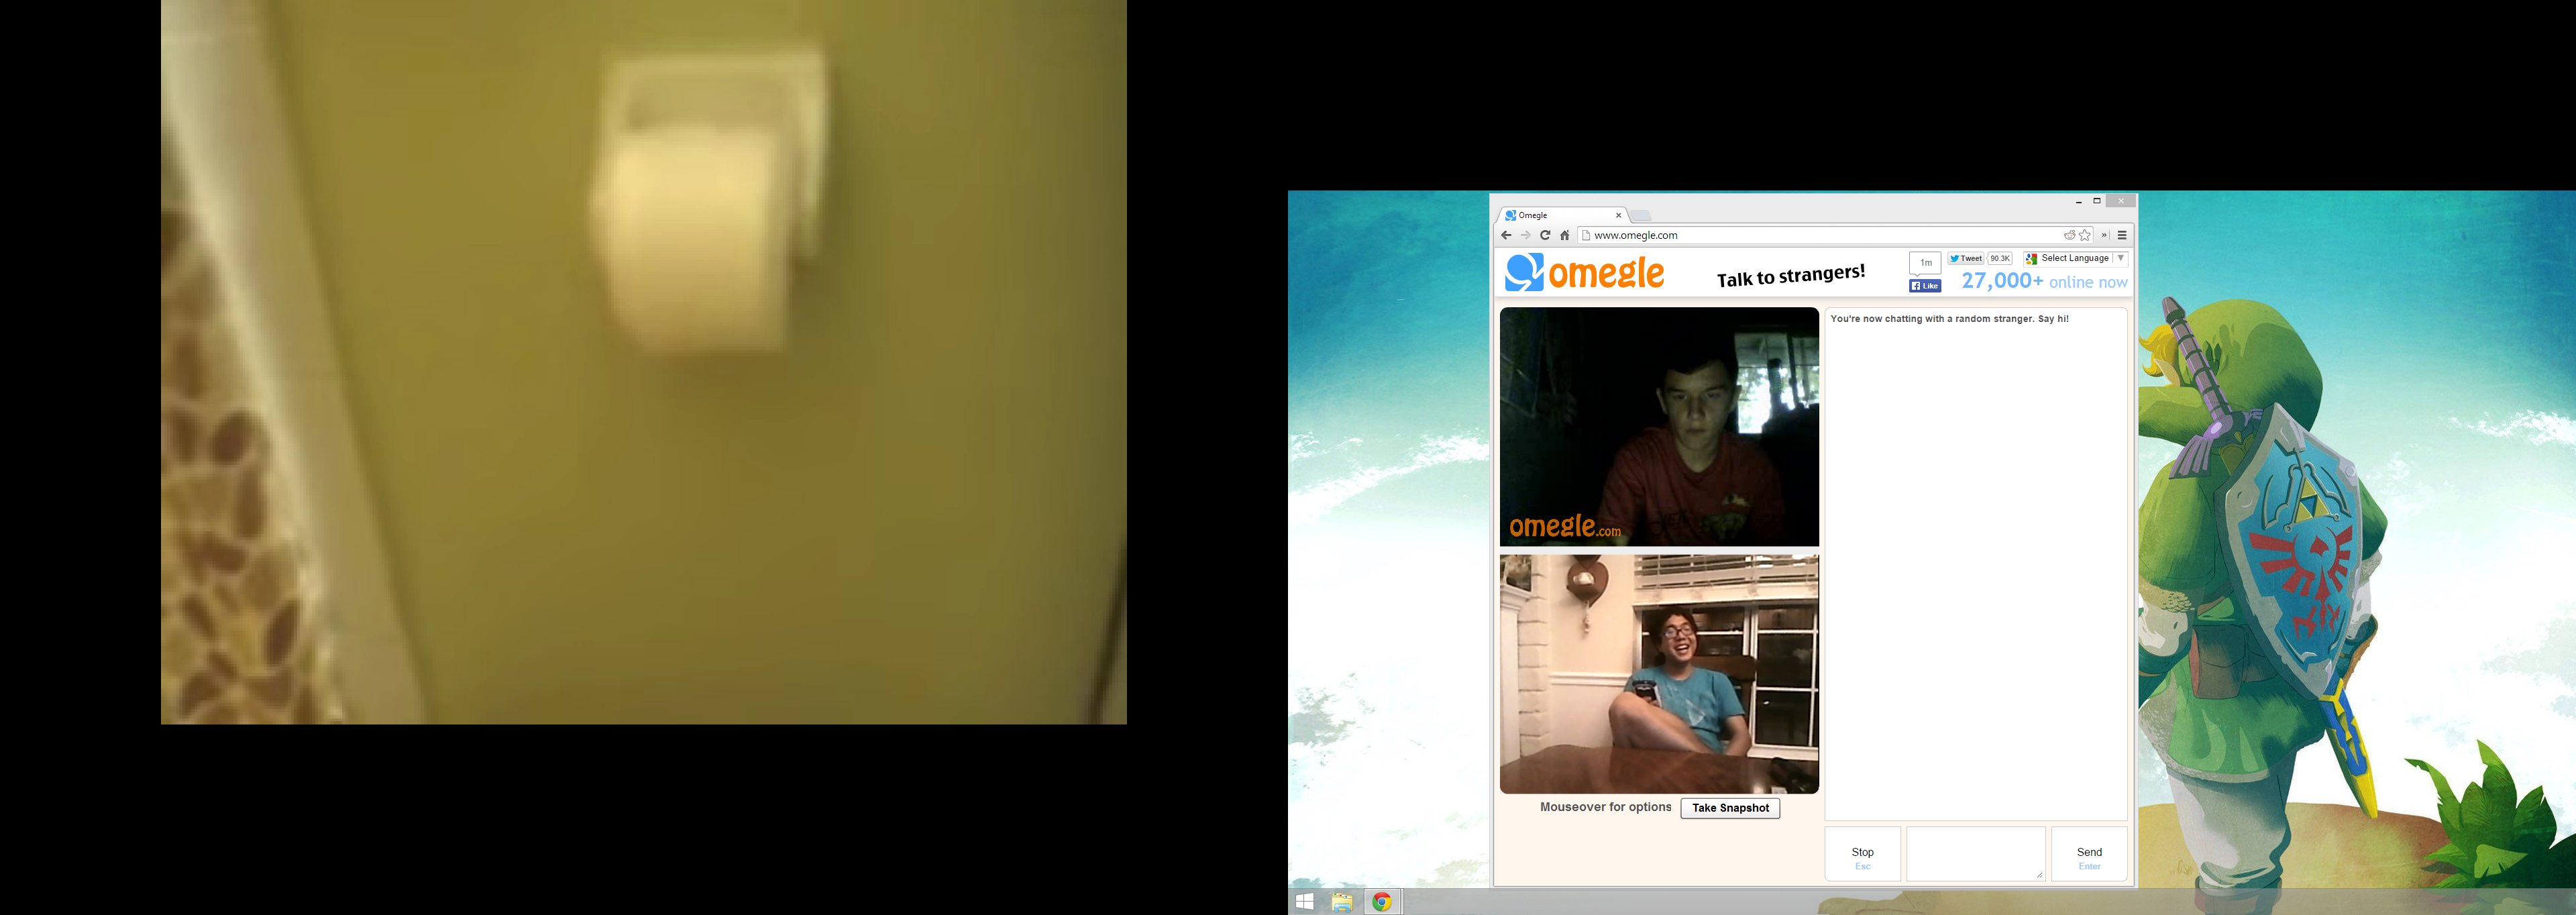 Omegle
www.omegle.com
omegle
Talk to strangers!
1m
Like
Tweet
90.3K
Select Language
27,000+ online now
You're now chatting with a random stranger. Say hi!
omegle.com
Mouseover for options
Take Snapshot
Stop
Esc
Send
Enter